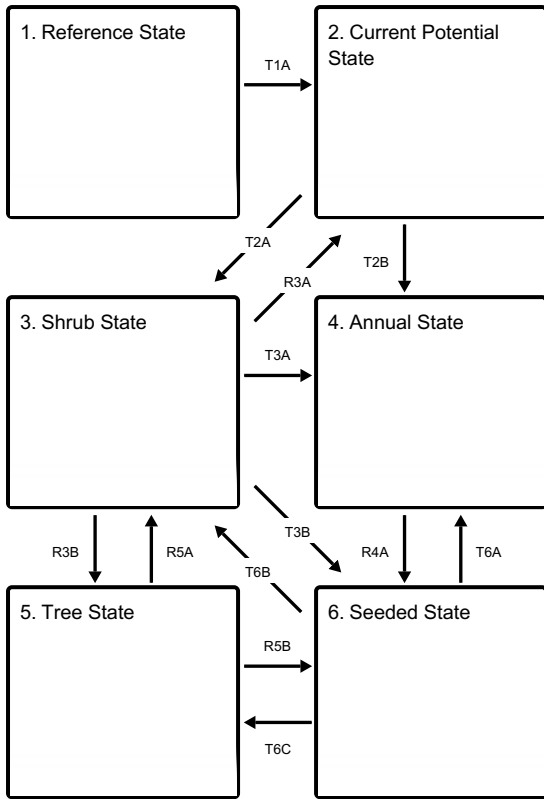 1. Reference State
T1A
2. Current Potential
State
T2A
R3A
T2B
3. Shrub State
T3A
4. Annual State
R3B
R5A
T3B
T6B
R4A
T6A
5. Tree State
R5B
T6C
6. Seeded State